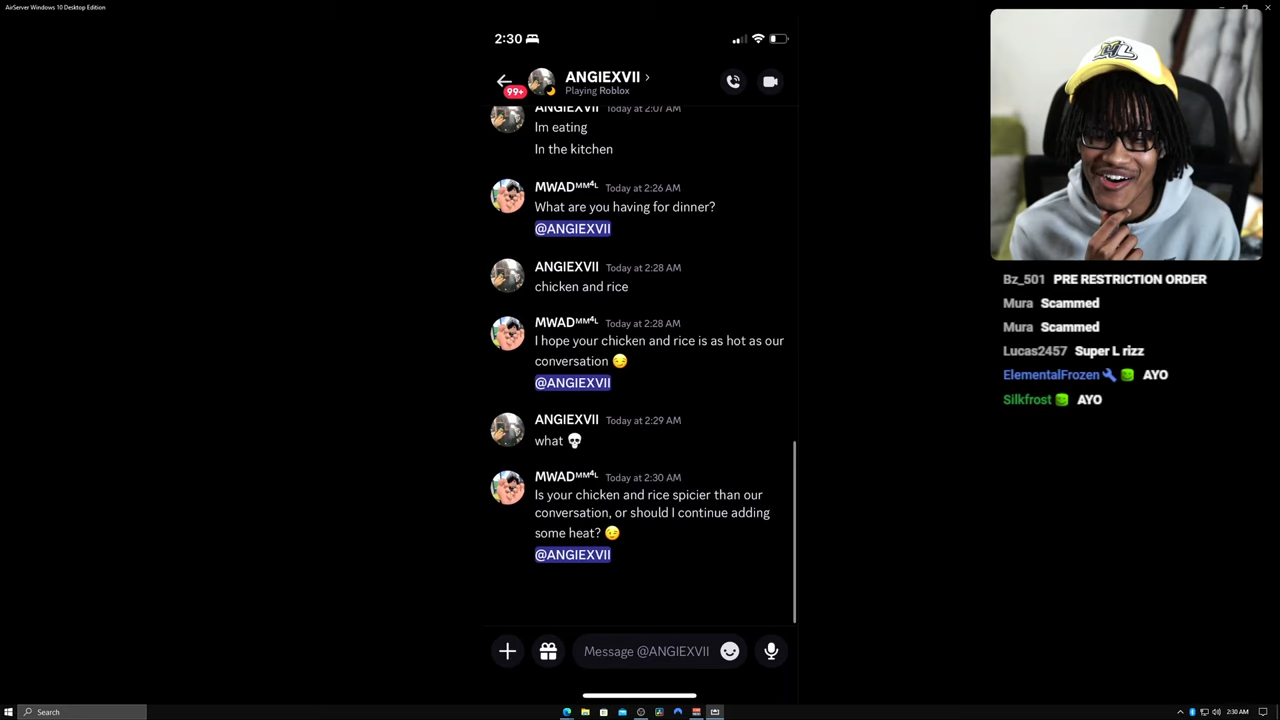 AirServer Windows 10 Desktop Edition
2:30
99+
ANGIEXVII
Playing Roblox
ANGIEXVII Today at 2:07 AM
Im eating
In the kitchen
MWADᴹᴹ⁴ᴸ Today at 2:26 AM
What are you having for dinner?
@ANGIEXVII
ANGIEXVII Today at 2:28 AM
chicken and rice
MWADᴹᴹ⁴ᴸ Today at 2:28 AM
I hope your chicken and rice is as hot as our
conversation 😏
@ANGIEXVII
ANGIEXVII Today at 2:29 AM
what 💀
MWADᴹᴹ⁴ᴸ Today at 2:30 AM
Is your chicken and rice spicier than our
conversation, or should I continue adding
some heat? 😉
@ANGIEXVII
Message @ANGIEXVII
Bz_501 PRE RESTRICTION ORDER
Mura Scammed
Mura Scammed
Lucas2457 Super L rizz
ElementalFrozen AYO
Silkfrost AYO
Search
2:30 AM